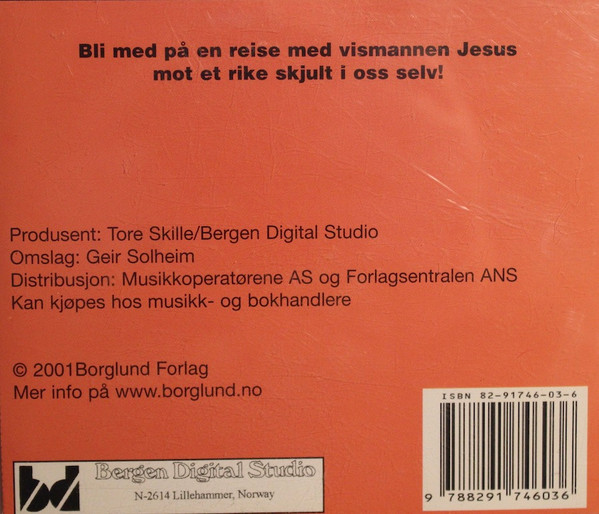 Bli med på en reise med vismannen Jesus
mot et rike skjult i oss selv!
Produsent: Tore Skille/Bergen Digital Studio
Omslag: Geir Solheim
Distribusjon: Musikkoperatørene AS og Forlagsentralen ANS
Kan kjøpes hos musikk- og bokhandlere
© 2001Borglund Forlag
Mer info på www.borglund.no
ISBN 82-91746-03-6
9 788291 746036
bd
Bergen Digital Studio
N-2614 Lillehammer, Norway